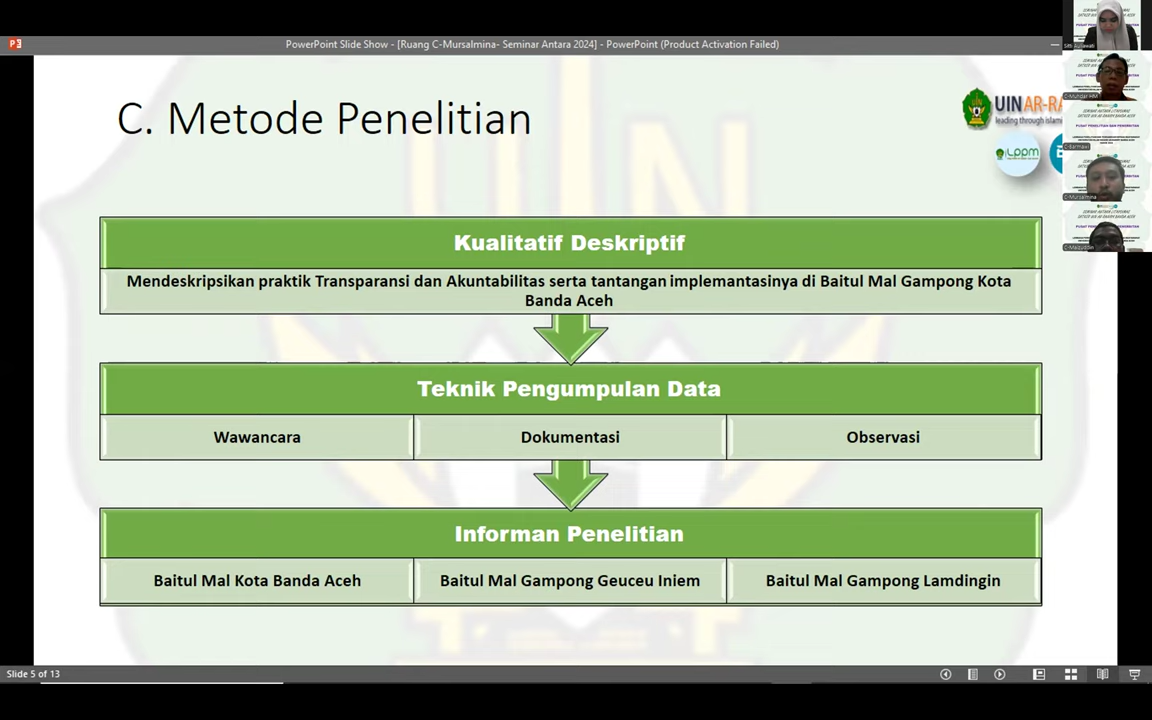 PowerPoint Slide Show - [Ruang C-Mursalmina- Seminar Antara 2024] - PowerPoint (Product Activation Failed)
C. Metode Penelitian
UIN AR-RA
leading through islami
LPPM
Kualitatif Deskriptif
Mendeskripsikan praktik Transparansi dan Akuntabilitas serta tantangan implemantasinya di Baitul Mal Gampong Kota
Banda Aceh
Teknik Pengumpulan Data
Wawancara
Dokumentasi
Observasi
Informan Penelitian
Baitul Mal Kota Banda Aceh
Baitul Mal Gampong Geuceu Iniem
Baitul Mal Gampong Lamdingin
Slide 5 of 13
C-Mursalmina